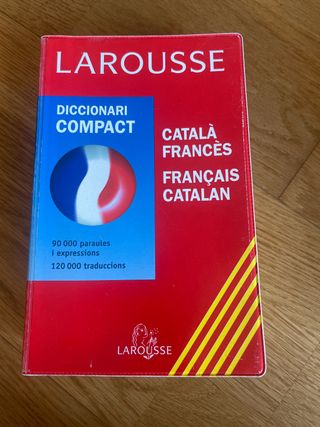 LAROUSSE
DICCIONARI
COMPACT
CATALÀ
FRANCÈS
FRANÇAIS
CATALAN
90 000 paraules
i expressions
120 000 traduccions
LAROUSSE